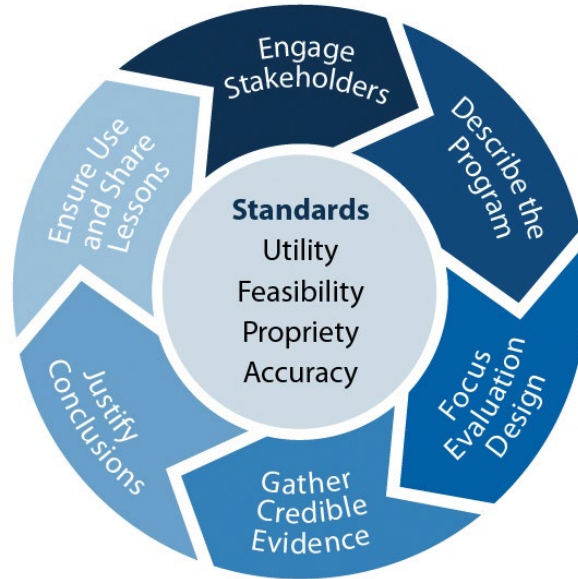 Engage
Stakeholders
Describe the
Program
Focus
Evaluation
Design
Gather
Credible
Evidence
Justify
Conclusions
Ensure Use
and Share
Lessons
Standards
Utility
Feasibility
Propriety
Accuracy